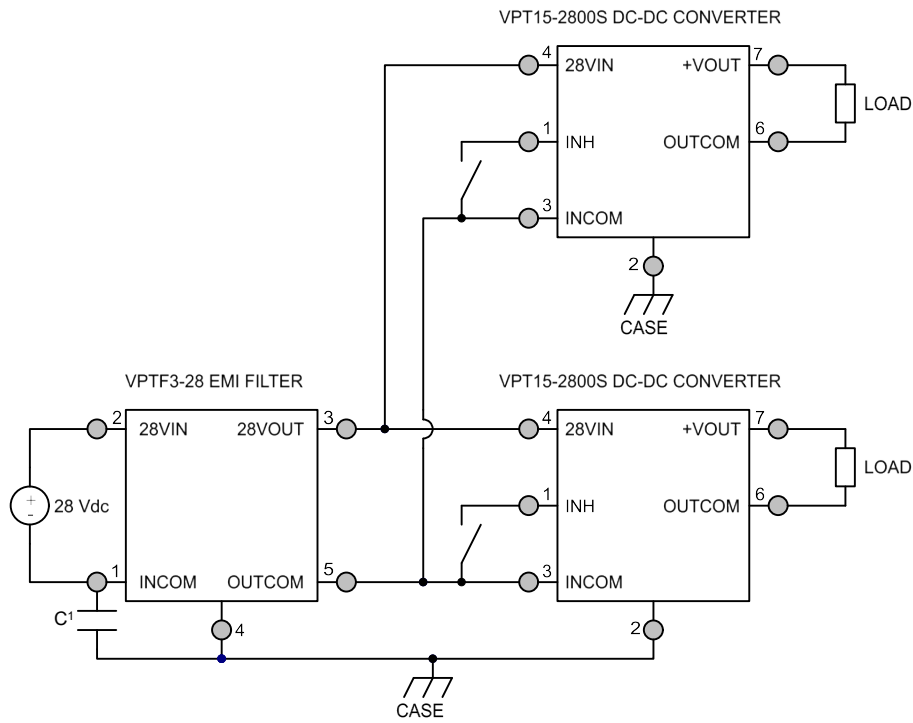 VPT15-2800S DC-DC CONVERTER
4 28VIN +VOUT 7
LOAD
1 INH OUTCOM 6
3 INCOM
2
CASE
VPTF3-28 EMI FILTER VPT15-2800S DC-DC CONVERTER
2 28VIN 28VOUT 3 4 28VIN +VOUT 7
LOAD
+
-
28 Vdc 1 INH OUTCOM 6
1 INCOM OUTCOM 5 3 INCOM
C¹
4 2
CASE